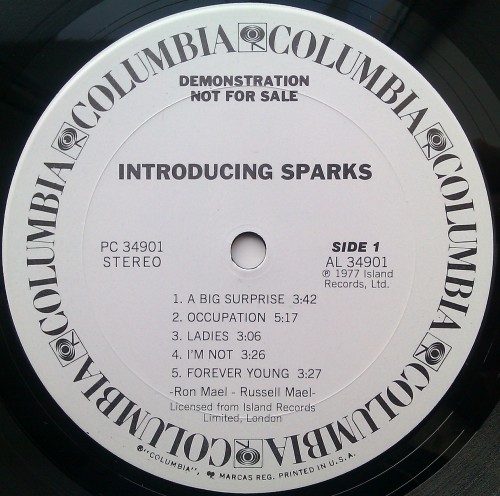 COLUMBIA COLUMBIA COLUMBIA COLUMBIA COLUMBIA COLUMBIA COLUMBIA COLUMBIA
DEMONSTRATION
NOT FOR SALE
INTRODUCING SPARKS
PC 34901
STEREO
SIDE 1
AL 34901
℗ 1977 Island
Records, Ltd.
1. A BIG SURPRISE 3:42
2. OCCUPATION 5:17
3. LADIES 3:06
4. I'M NOT 3:26
5. FOREVER YOUNG 3:27
-Ron Mael - Russell Mael-
Licensed from Island Records
Limited, London
®"COLUMBIA", MARCAS REG. PRINTED IN U.S.A.